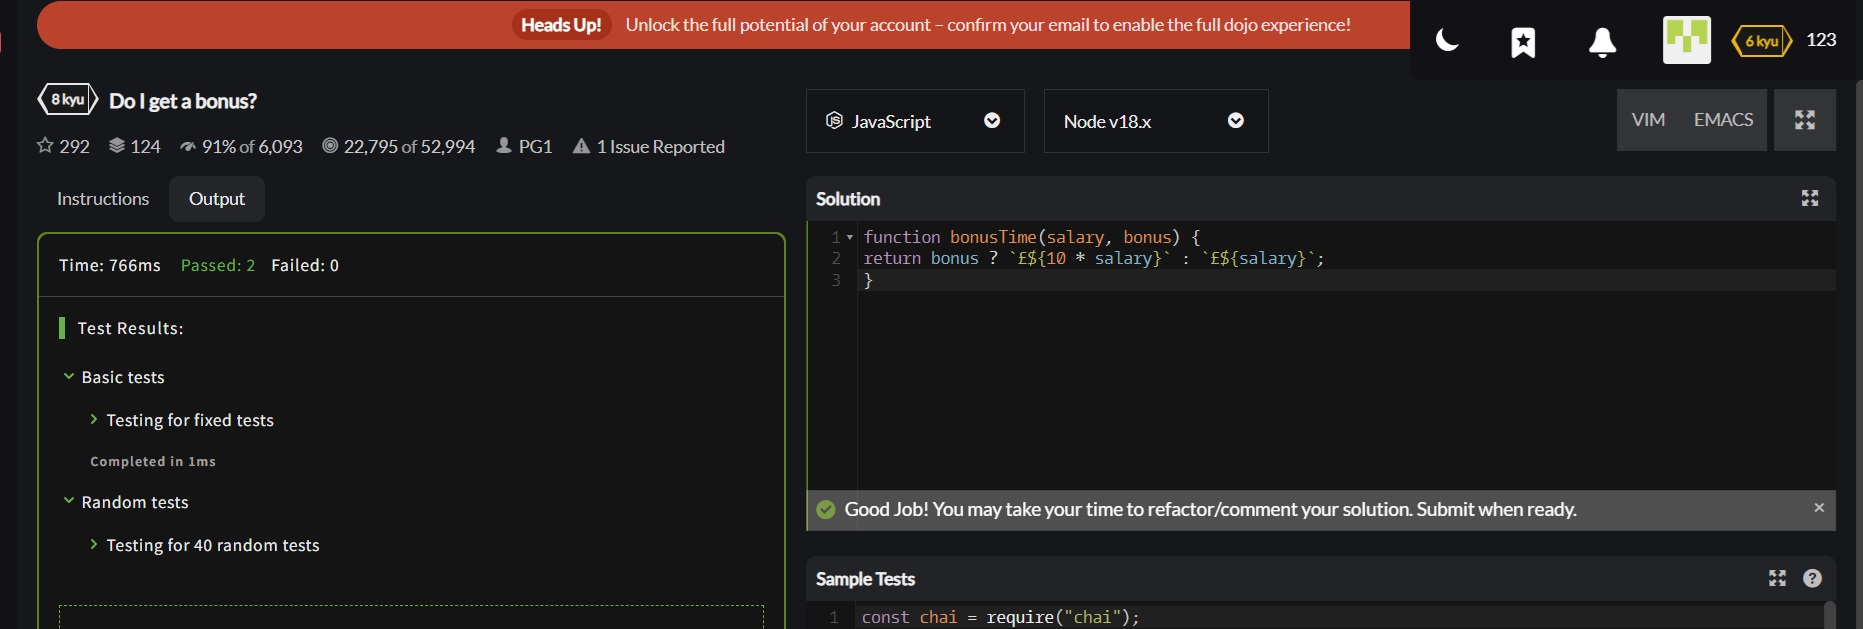 Heads Up! Unlock the full potential of your account – confirm your email to enable the full dojo experience!
6 kyu 123
8 kyu Do I get a bonus?
292 124 91% of 6,093 22,795 of 52,994 PG1 1 Issue Reported
JavaScript Node v18.x VIM EMACS
Instructions Output
Time: 766ms Passed: 2 Failed: 0
Test Results:
Basic tests
Testing for fixed tests
Completed in 1ms
Random tests
Testing for 40 random tests
Solution
1 function bonusTime(salary, bonus) {
2 return bonus ? `£${10 * salary}` : `£${salary}`;
3 }
Good Job! You may take your time to refactor/comment your solution. Submit when ready.
Sample Tests
1 const chai = require("chai");